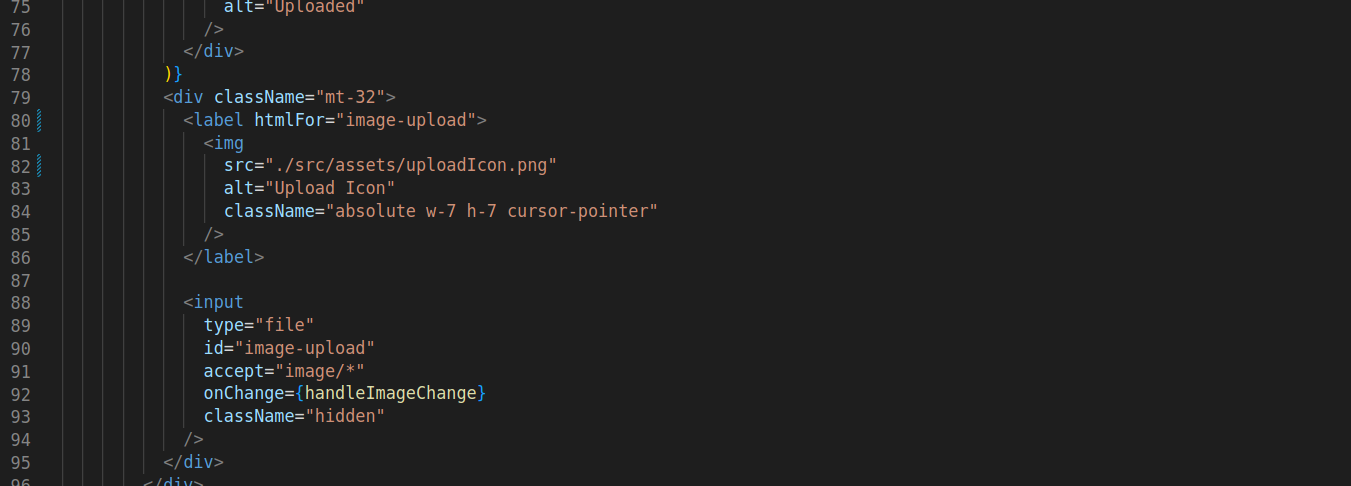 75 alt="Uploaded"
76 />
77 </div>
78 )}
79 <div className="mt-32">
80 <label htmlFor="image-upload">
81 <img
82 src="./src/assets/uploadIcon.png"
83 alt="Upload Icon"
84 className="absolute w-7 h-7 cursor-pointer"
85 />
86 </label>
87
88 <input
89 type="file"
90 id="image-upload"
91 accept="image/*"
92 onChange={handleImageChange}
93 className="hidden"
94 />
95 </div>
96 </div>